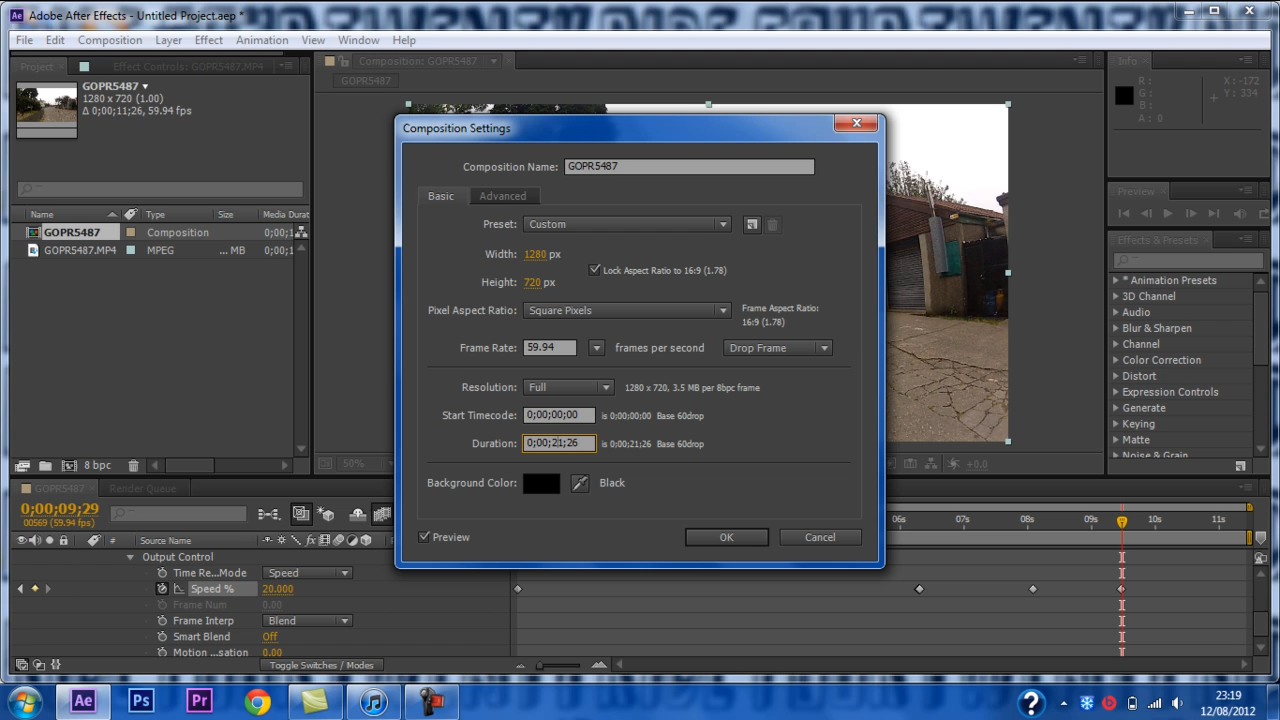 Adobe After Effects - Untitled Project.aep *
File Edit Composition Layer Effect Animation View Window Help
Project Effect Controls: GOPR5487.MP4
GOPR5487
1280 x 720 (1.00)
Δ 0;00;11;26, 59.94 fps
Name Type Size Media Durat
GOPR5487 Composition 0;00;1
GOPR5487.MP4 MPEG ... MB 0;00;1
8 bpc
Composition: GOPR5487
GOPR5487
50%
+0.0
Composition Settings
Composition Name: GOPR5487
Basic Advanced
Preset: Custom
Width: 1280 px
Lock Aspect Ratio to 16:9 (1.78)
Height: 720 px
Pixel Aspect Ratio: Square Pixels Frame Aspect Ratio:
16:9 (1.78)
Frame Rate: 59.94 frames per second Drop Frame
Resolution: Full 1280 x 720, 3.5 MB per 8bpc frame
Start Timecode: 0;00;00;00 is 0;00;00;00 Base 60drop
Duration: 0;00;21;26 is 0;00;21;26 Base 60drop
Background Color: Black
Preview
OK Cancel
Info
R : X : -172
G : Y : 334
B :
A : 0
Preview
Effects & Presets
* Animation Presets
3D Channel
Audio
Blur & Sharpen
Channel
Color Correction
Distort
Expression Controls
Generate
Keying
Matte
Noise & Grain
GOPR5487 Render Queue
0;00;09;29
00569 (59.94 fps)
06s 07s 08s 09s 10s 11s
# Source Name
Output Control
Time Re...Mode Speed
Speed % 20.000
Frame Num 0.00
Frame Interp Blend
Smart Blend Off
Motion ...sation 0.00
Toggle Switches / Modes
Ae Ps Pr
23:19
12/08/2012